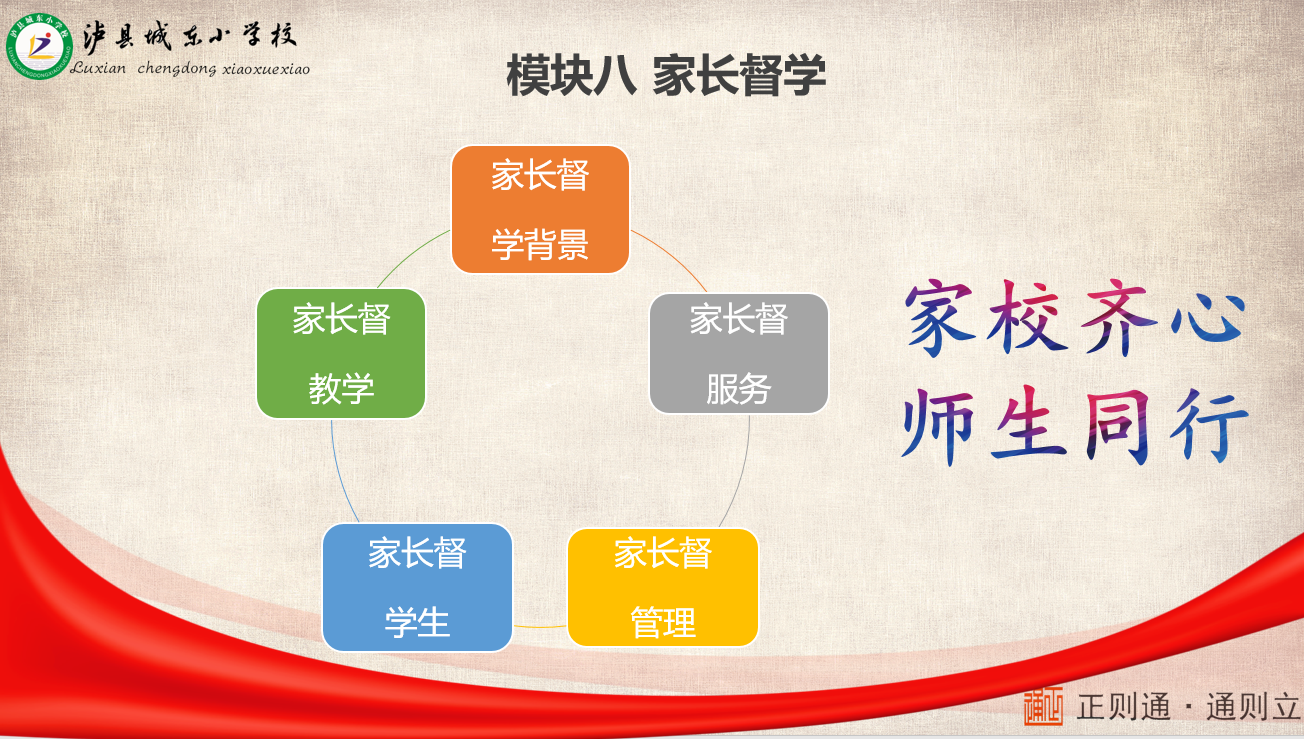 泸县城东小学校
Luxian chengdong xiaoxuexiao
模块八 家长督学
家长督
学背景
家长督
服务
家长督
管理
家长督
学生
家长督
教学
家校齐心
师生同行
正则通·通则立